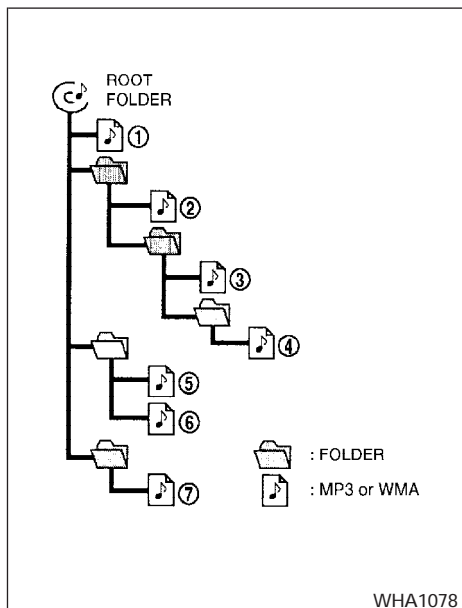 ROOT
FOLDER
①
②
③
④
⑤
⑥
⑦
: FOLDER
: MP3 or WMA
WHA1078